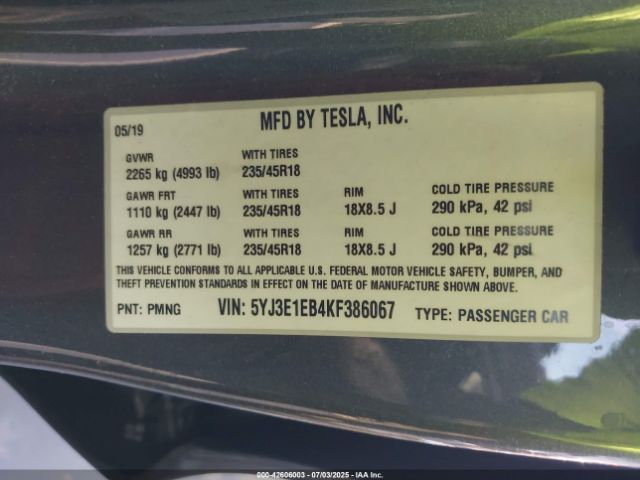 05/19 MFD BY TESLA, INC.
GVWR WITH TIRES
2265 kg (4993 lb) 235/45R18
GAWR FRT WITH TIRES RIM COLD TIRE PRESSURE
1110 kg (2447 lb) 235/45R18 18X8.5 J 290 kPa, 42 psi
GAWR RR WITH TIRES RIM COLD TIRE PRESSURE
1257 kg (2771 lb) 235/45R18 18X8.5 J 290 kPa, 42 psi
THIS VEHICLE CONFORMS TO ALL APPLICABLE U.S. FEDERAL MOTOR VEHICLE SAFETY, BUMPER, AND
THEFT PREVENTION STANDARDS IN EFFECT ON THE DATE OF MANUFACTURE SHOWN ABOVE.
PNT: PMNG VIN: 5YJ3E1EB4KF386067 TYPE: PASSENGER CAR
000-42606003 - 07/03/2025 - IAAI Inc.